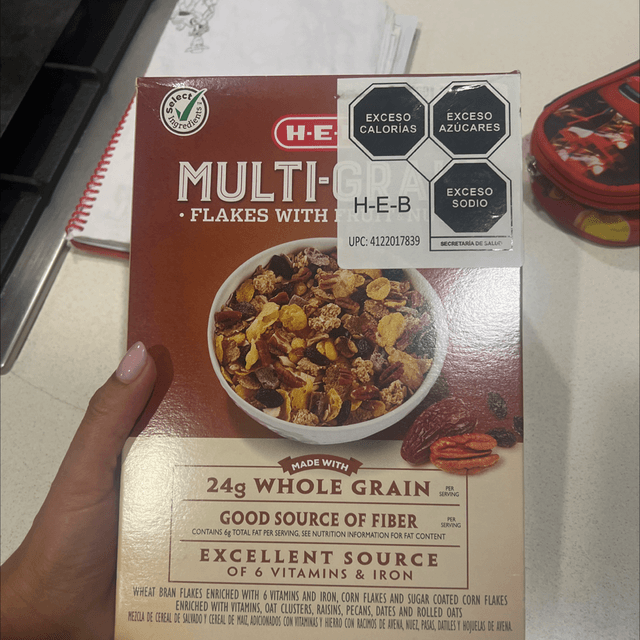 Select
Ingredients
H-E-
EXCESO
CALORÍAS
EXCESO
AZÚCARES
EXCESO
SODIO
SECRETARÍA DE SALUD
H-E-B
UPC: 4122017839
MULTI-GRA
• FLAKES WITH FRUIT & NU
MADE WITH
24g WHOLE GRAIN PER SERVING
GOOD SOURCE OF FIBER PER SERVING
CONTAINS 6g TOTAL FAT PER SERVING, SEE NUTRITION INFORMATION FOR FAT CONTENT
EXCELLENT SOURCE
OF 6 VITAMINS & IRON
WHEAT BRAN FLAKES ENRICHED WITH 6 VITAMINS AND IRON, CORN FLAKES AND SUGAR COATED CORN FLAKES
ENRICHED WITH VITAMINS, OAT CLUSTERS, RAISINS, PECANS, DATES AND ROLLED OATS
MEZCLA DE CEREAL DE SALVADO Y CEREAL DE MAIZ, ADICIONADOS CON VITAMINAS Y HIERRO CON RACIMOS DE AVENA, NUEZ, PASAS, DATILES Y HOJUELAS DE AVENA.